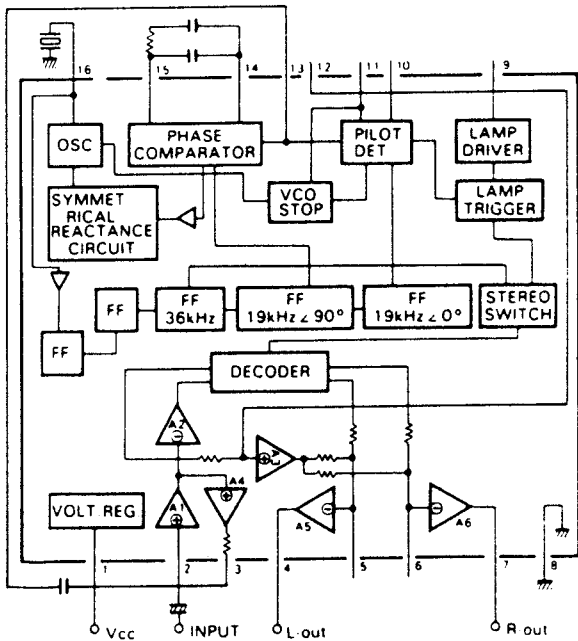 16 15 14 13 12 11 10 9
OSC
PHASE
COMPARATOR
PILOT
DET
LAMP
DRIVER
SYMMET
RICAL
REACTANCE
CIRCUIT
VCO
STOP
LAMP
TRIGGER
FF
FF
FF
36kHz
FF
19kHz∠90°
FF
19kHz∠0°
STEREO
SWITCH
DECODER
A2
A3
A4
A1
VOLT REG
A5
A6
1 2 3 4 5 6 7 8
Vcc
INPUT
L-out
R out